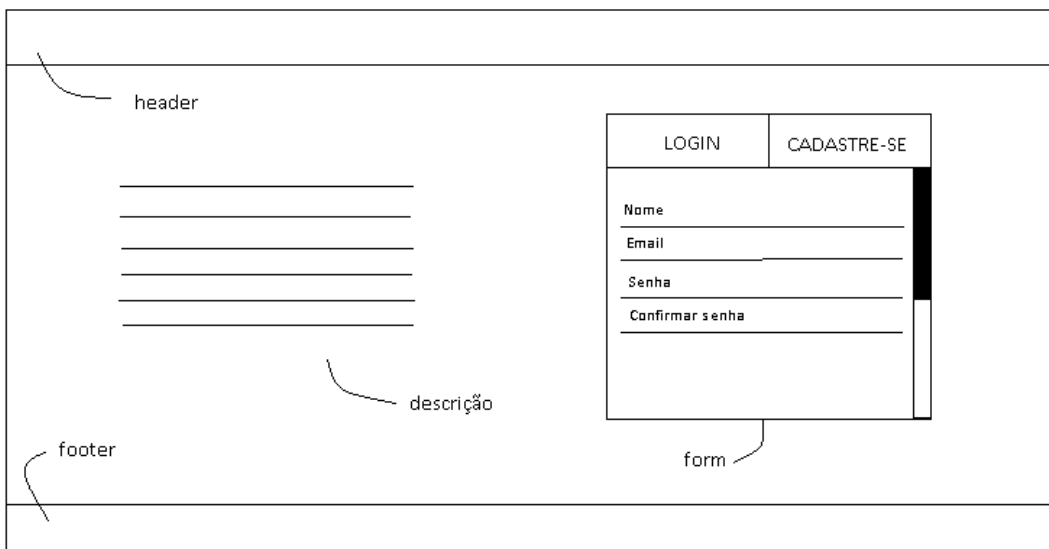 header
LOGIN
CADASTRE-SE
Nome
Email
Senha
Confirmar senha
descrição
footer
form